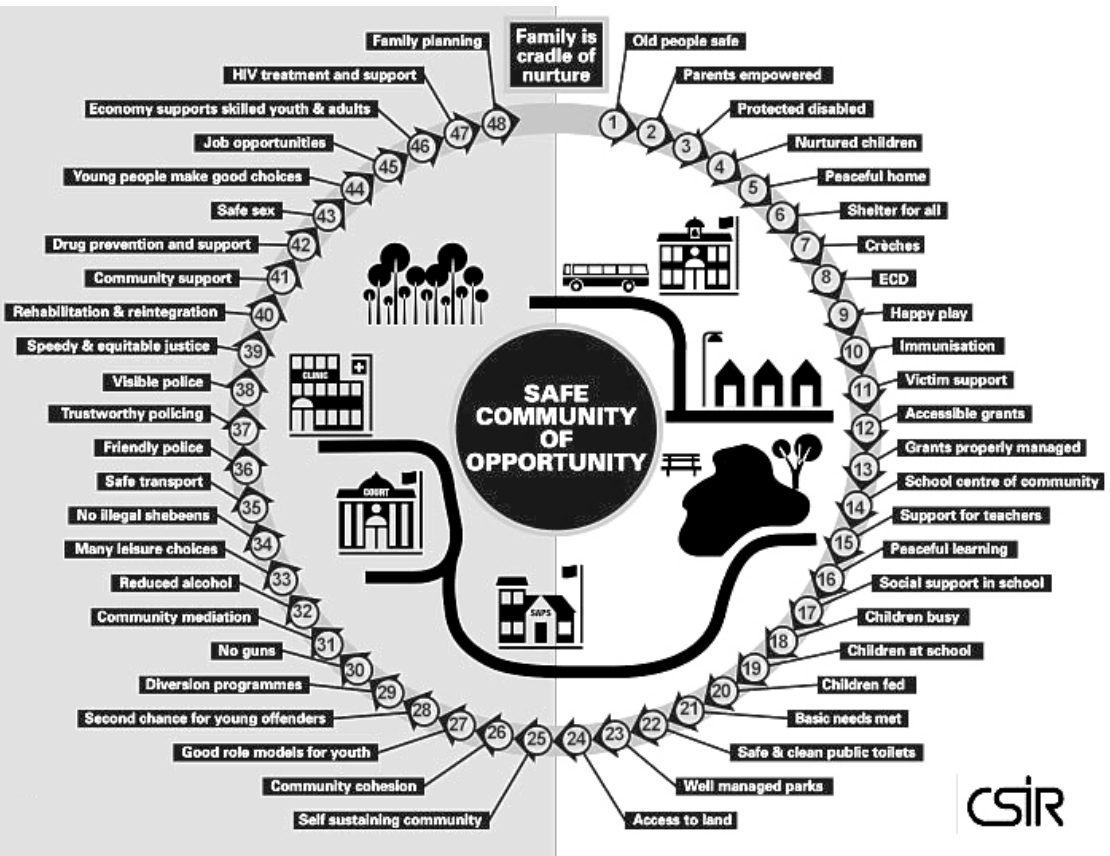 Family is
cradle of
nurture
1 Old people safe
2 Parents empowered
3 Protected disabled
4 Nurtured children
5 Peaceful home
6 Shelter for all
7 Crèches
8 ECD
9 Happy play
10 Immunisation
11 Victim support
12 Accessible grants
13 Grants properly managed
14 School centre of community
15 Support for teachers
16 Peaceful learning
17 Social support in school
18 Children busy
19 Children at school
20 Children fed
21 Basic needs met
22 Safe & clean public toilets
23 Well managed parks
24 Access to land
25 Self sustaining community
26 Community cohesion
27 Good role models for youth
28 Second chance for young offenders
29 Diversion programmes
30 No guns
31 Community mediation
32 Reduced alcohol
33 Many leisure choices
34 No illegal shebeens
35 Safe transport
36 Friendly police
37 Trustworthy policing
38 Visible police
39 Speedy & equitable justice
40 Rehabilitation & reintegration
41 Community support
42 Drug prevention and support
43 Safe sex
44 Young people make good choices
45 Job opportunities
46 Economy supports skilled youth & adults
47 HIV treatment and support
48 Family planning
CLINIC
COURT
SAPS
SAFE
COMMUNITY
OF
OPPORTUNITY
CSIR